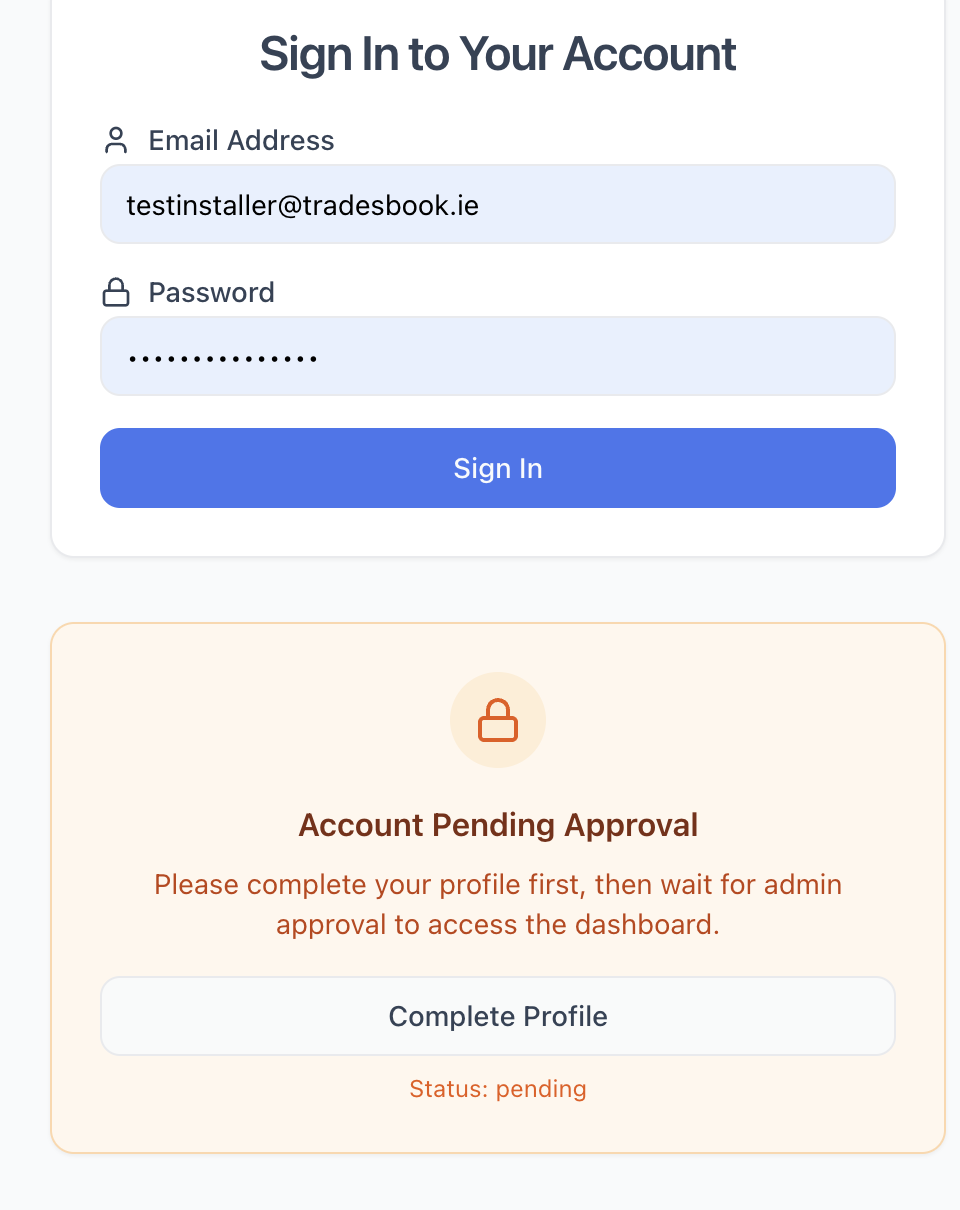 Sign In to Your Account
Email Address
testinstaller@tradesbook.ie
Password
•••••••••••••••
Sign In
Account Pending Approval
Please complete your profile first, then wait for admin
approval to access the dashboard.
Complete Profile
Status: pending